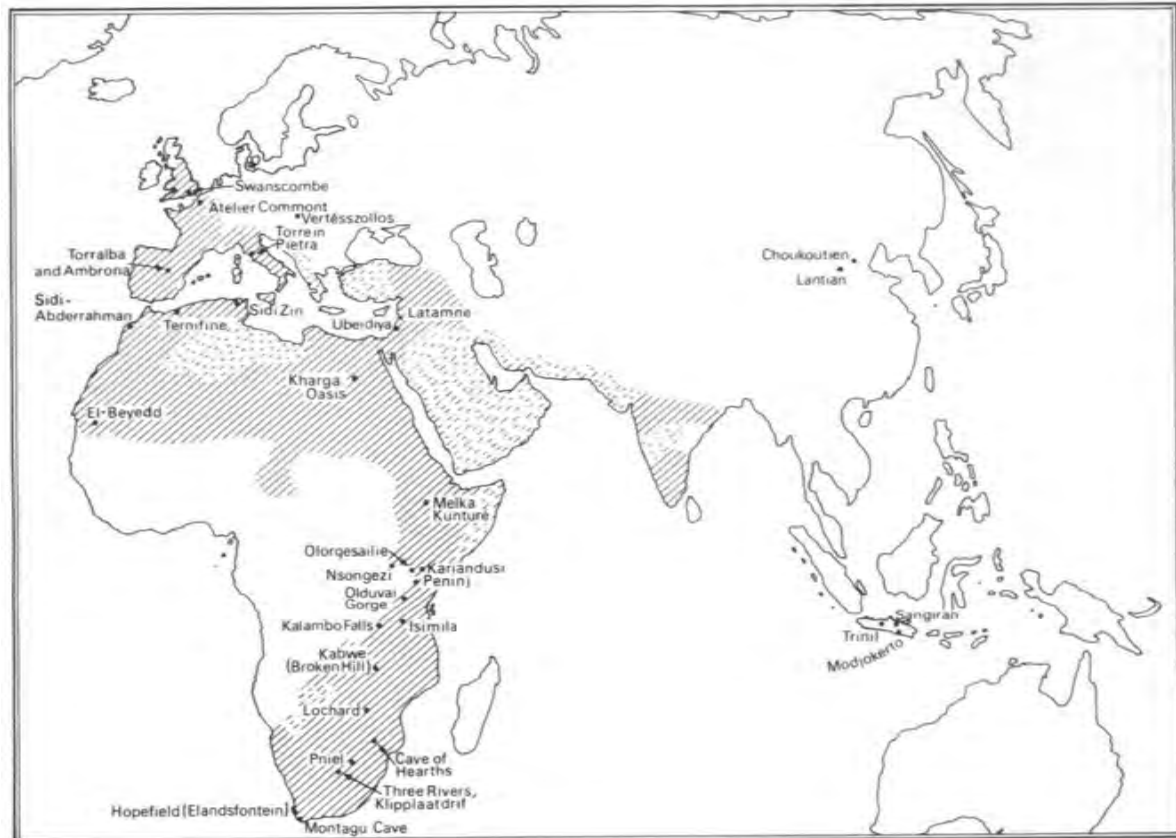 Swanscombe
Atelier Commont
Vertésszollos
Torre in
Pietra
Torralba
and Ambrona
Sidi-
Abderrahman
Ternifine
Sidi Zin
Ubeidiya
Latamne
Choukoutien
Lantian
Kharga
Oasis
El-Beyedd
Melka
Kunturé
Olorgesailie
Nsongezi
Kariandusi
Peninj
Olduvai
Gorge
Kalambo Falls
Isimila
Kabwe
(Broken Hill)
Lochard
Pniel
Cave of
Hearths
Three Rivers,
Klipplaatdrif
Hopefield (Elandsfontein)
Montagu Cave
Sangiran
Trinil
Modjokerto